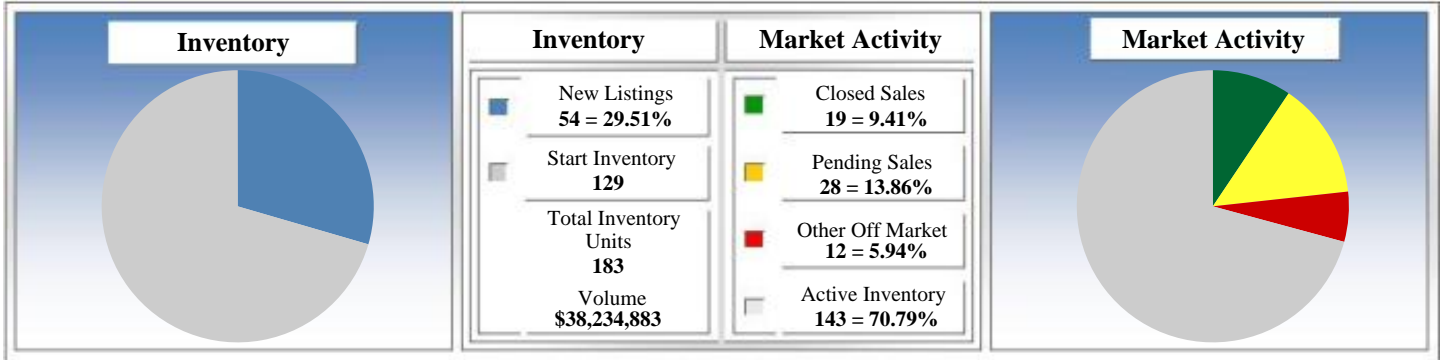 Inventory
Inventory
New Listings
54 = 29.51%
Start Inventory
129
Total Inventory
Units
183
Volume
$38,234,883
Market Activity
Closed Sales
19 = 9.41%
Pending Sales
28 = 13.86%
Other Off Market
12 = 5.94%
Active Inventory
143 = 70.79%
Market Activity